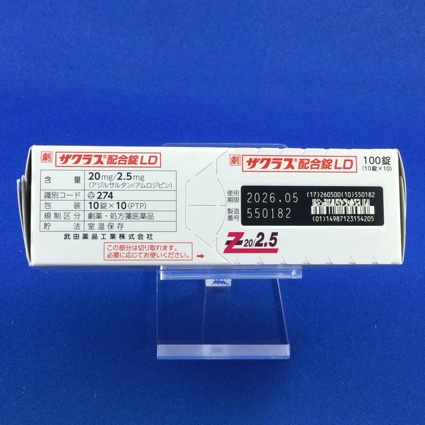 劇 ザクラス®配合錠LD
含量 20mg/2.5mg
(アジルサルタン/アムロジピン)
識別コード 274
包装 10錠×10(PTP)
規制区分 劇薬・処方箋医薬品
貯法 室温保存
武田薬品工業株式会社
この部分は切り取れます。
必要に応じてお使いください。
劇 ザクラス®配合錠LD 100錠
(10錠×10)
使用期限 2026.05
製造番号 550182
(17)260500(10)550182
(01)14987123154205
Z20/2.5